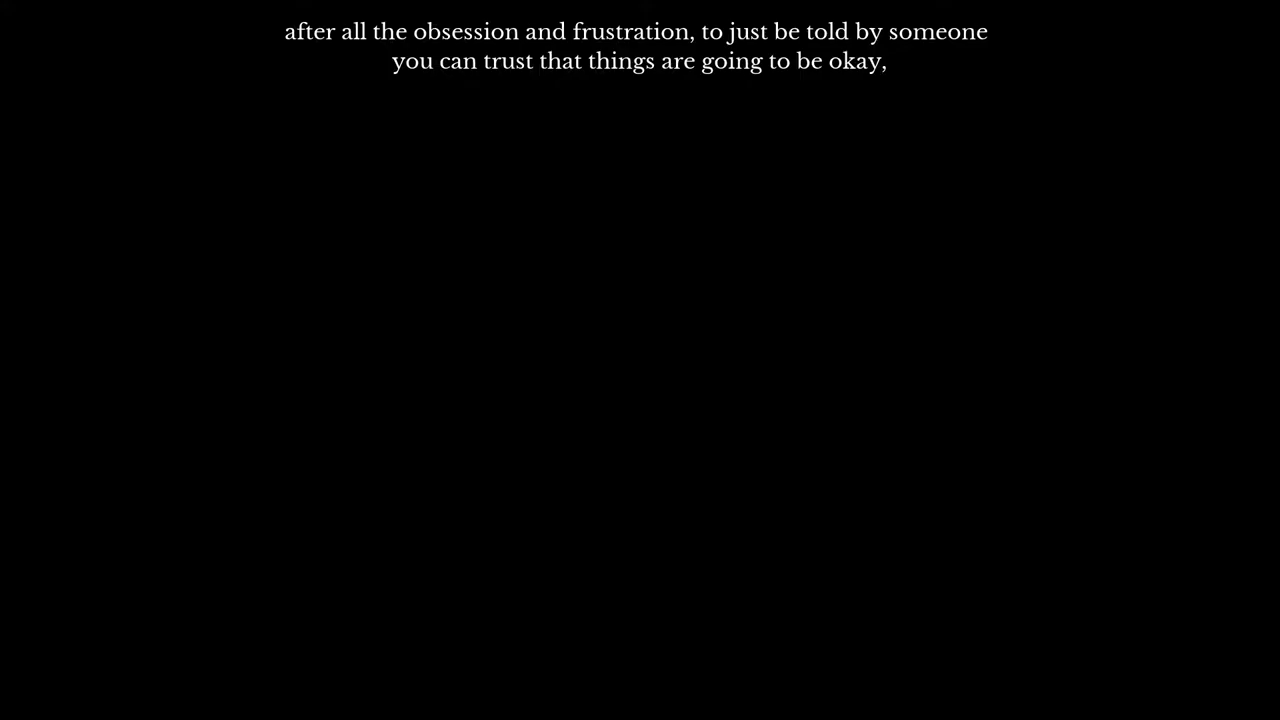 after all the obsession and frustration, to just be told by someone
you can trust that things are going to be okay,